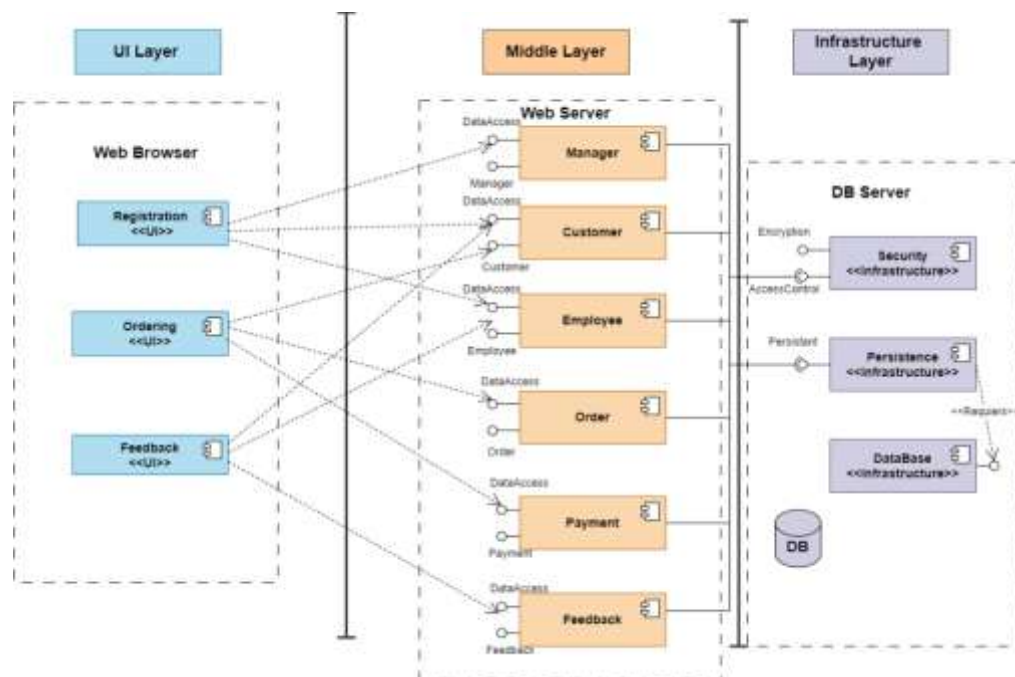 UI Layer
Middle Layer
Infrastructure
Layer
Web Browser
Registration
<<UI>>
Ordering
<<UI>>
Feedback
<<UI>>
Web Server
DataAccess
Manager
Manager
DataAccess
Customer
Customer
DataAccess
Employee
Employee
DataAccess
Order
Order
DataAccess
Payment
Payment
DataAccess
Feedback
Feedback
DB Server
Encryption
Security
<<Infrastructure>>
AccessControl
Persistant
Persistence
<<Infrastructure>>
DataBase
<<Infrastructure>>
DB